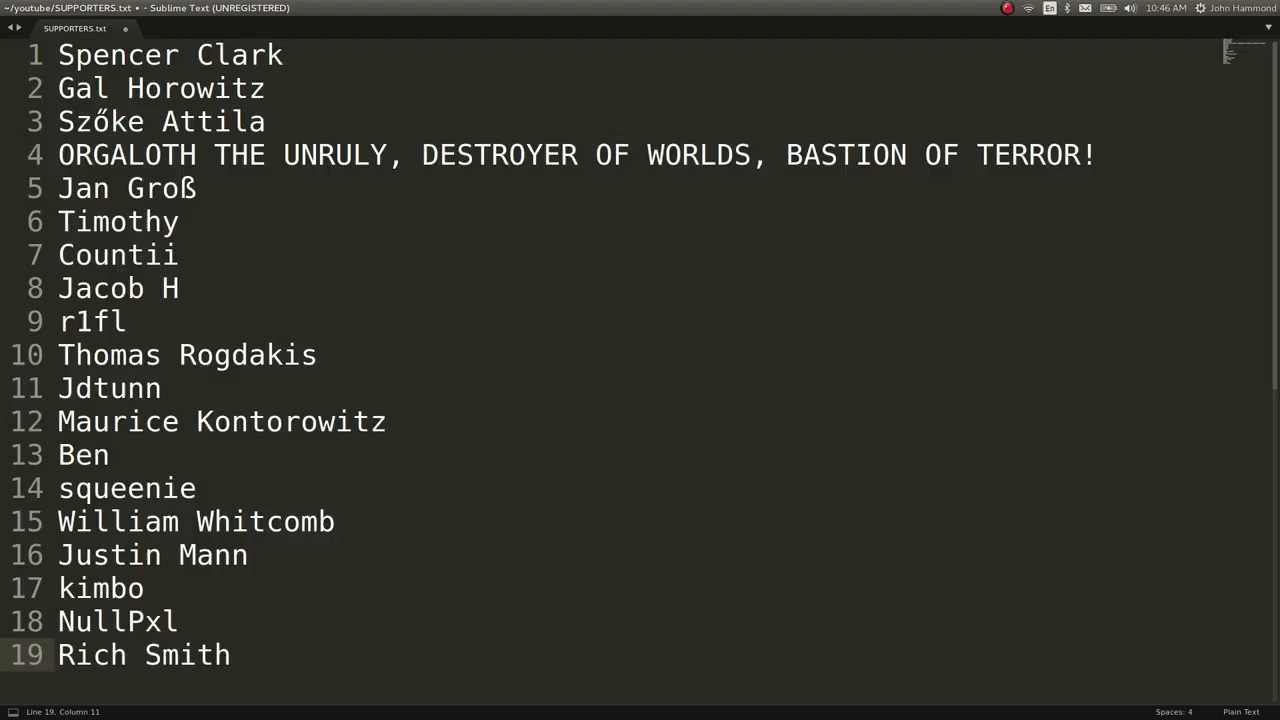 ~/youtube/SUPPORTERS.txt • - Sublime Text (UNREGISTERED)
En
10:46 AM
John Hammond
SUPPORTERS.txt
1 Spencer Clark
2 Gal Horowitz
3 Szőke Attila
4 ORGALOTH THE UNRULY, DESTROYER OF WORLDS, BASTION OF TERROR!
5 Jan Groß
6 Timothy
7 Countii
8 Jacob H
9 r1fl
10 Thomas Rogdakis
11 Jdtunn
12 Maurice Kontorowitz
13 Ben
14 squeenie
15 William Whitcomb
16 Justin Mann
17 kimbo
18 NullPxl
19 Rich Smith
Line 19, Column 11
Spaces: 4
Plain Text